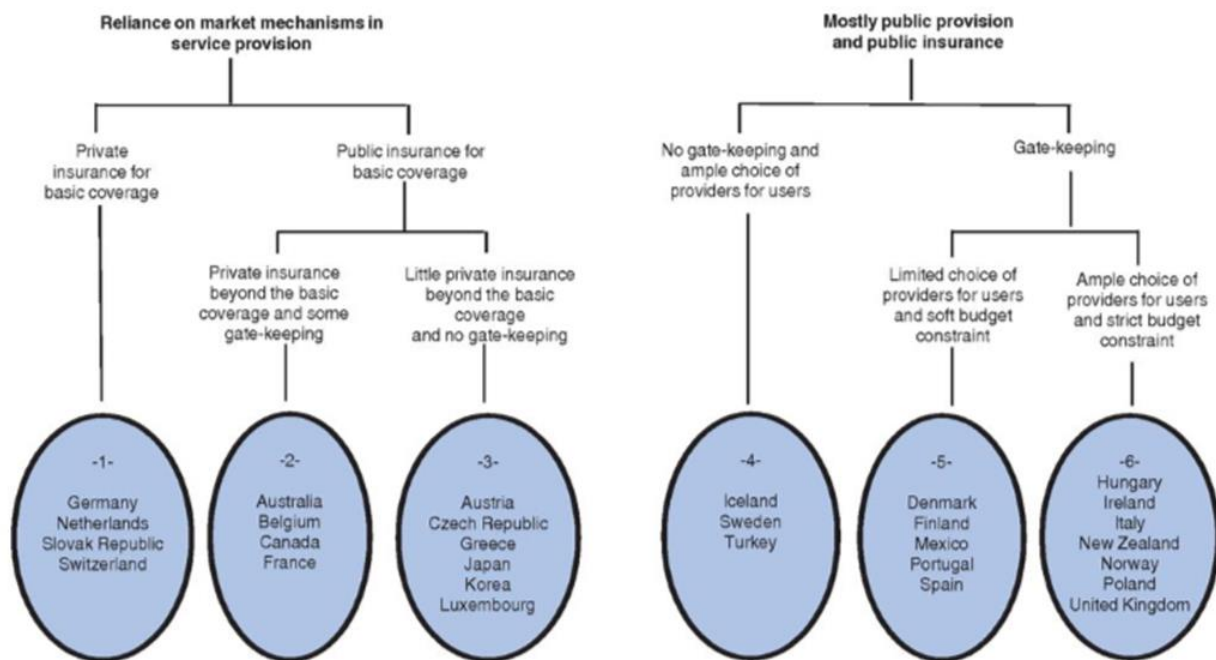 Reliance on market mechanisms in
service provision
Mostly public provision
and public insurance
Private
insurance for
basic coverage
Public insurance for
basic coverage
No gate-keeping and
ample choice of
providers for users
Gate-keeping
Private insurance
beyond the basic
coverage and some
gate-keeping
Little private insurance
beyond the basic
coverage
and no gate-keeping
Limited choice of
providers for users
and soft budget
constraint
Ample choice of
providers for users
and strict budget
constraint
-1-
Germany
Netherlands
Slovak Republic
Switzerland
-2-
Australia
Belgium
Canada
France
-3-
Austria
Czech Republic
Greece
Japan
Korea
Luxembourg
-4-
Iceland
Sweden
Turkey
-5-
Denmark
Finland
Mexico
Portugal
Spain
-6-
Hungary
Ireland
Italy
New Zealand
Norway
Poland
United Kingdom